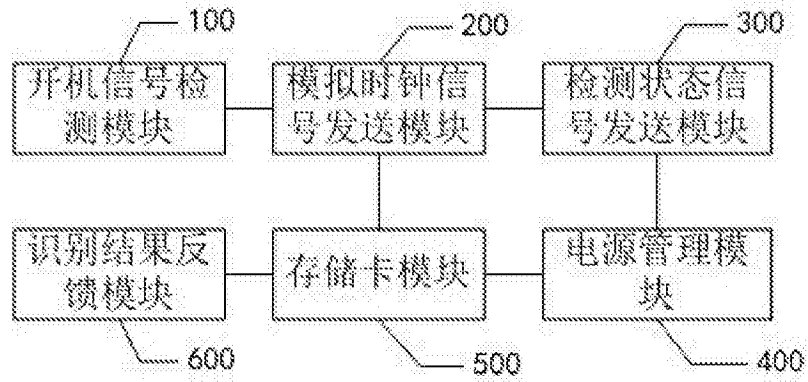 100
200
300
开机信号检
测模块
模拟时钟信
号发送模块
检测状态信
号发送模块
识别结果反
馈模块
存储卡模块
电源管理模
块
600
500
400